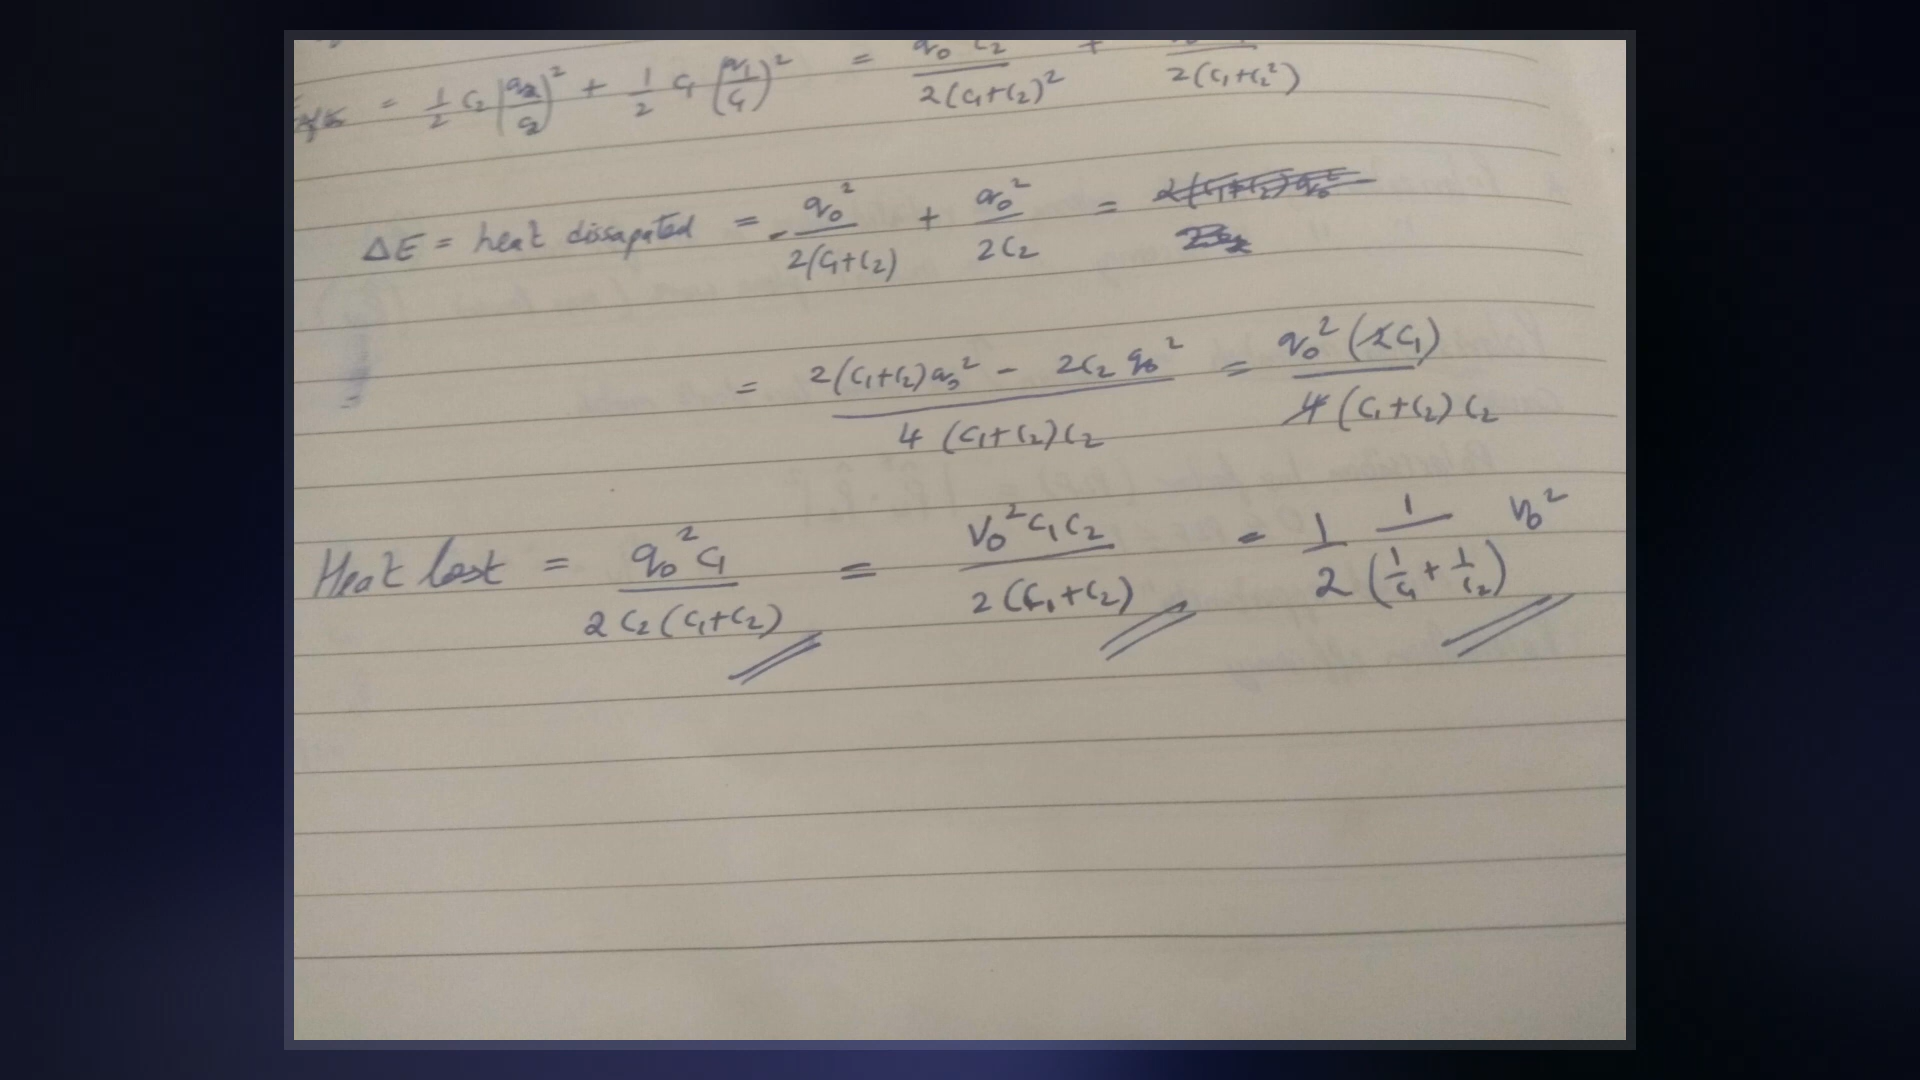 = 1/2 C₂ (q₂/C₂)² + 1/2 C₁ (q₁/C₁)² = q₀ C₂ / 2(C₁+C₂)² + / 2(C₁+C₂²)
ΔE = heat dissapated = - q₀²/2(C₁+C₂) + q₀²/2C₂ =
= 2(C₁+C₂)q₀² - 2C₂ q₀² / 4 (C₁+C₂)C₂ = q₀² (2C₁) / 4 (C₁+C₂) C₂
Heat lost = q₀² C₁ / 2 C₂ (C₁+C₂) = V₀² C₁C₂ / 2 (C₁+C₂) = 1/2 1/(1/C₁ + 1/C₂) V₀²